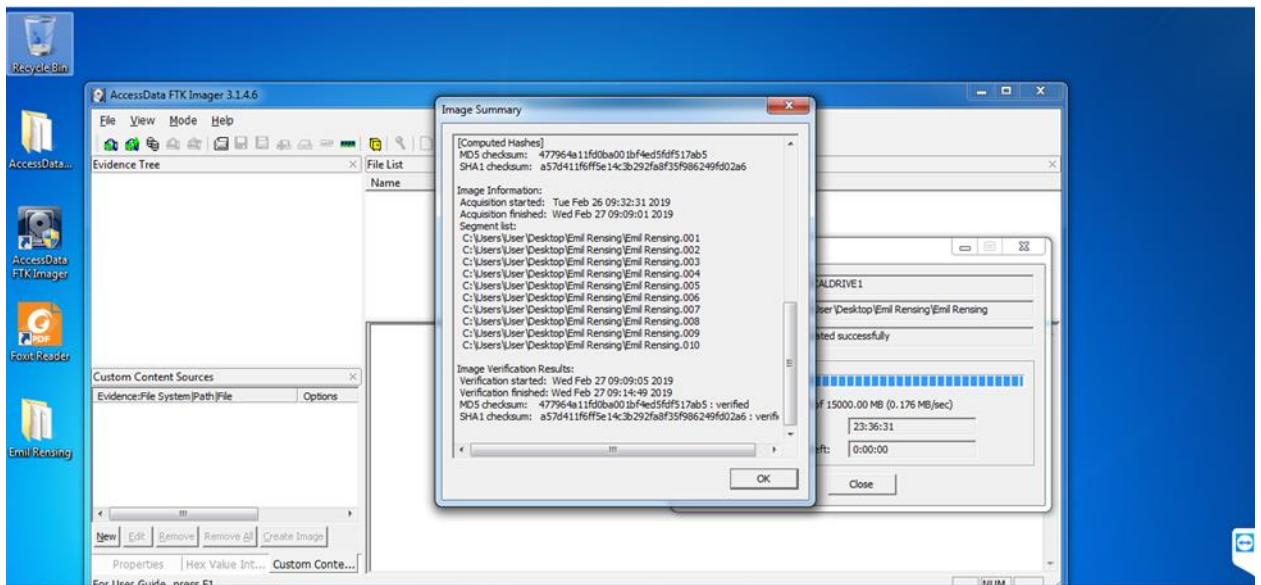 Recycle Bin
AccessData...
AccessData
FTK Imager
Foxit Reader
Emil Rensing
AccessData FTK Imager 3.1.4.6
File View Mode Help
Evidence Tree
File List
Name
Custom Content Sources
Evidence:File System|Path|File Options
New Edit Remove Remove All Create Image
Properties Hex Value Int... Custom Conte...
For User Guide, press F1
NUM
Image Summary
[Computed Hashes]
MD5 checksum: 477964a11fd0ba001bf4ed5fdf517ab5
SHA1 checksum: a57d411f6ff5e14c3b292fa8f35f986249fd02a6
Image Information:
Acquisition started: Tue Feb 26 09:32:31 2019
Acquisition finished: Wed Feb 27 09:09:01 2019
Segment list:
C:\Users\User\Desktop\Emil Rensing\Emil Rensing.001
C:\Users\User\Desktop\Emil Rensing\Emil Rensing.002
C:\Users\User\Desktop\Emil Rensing\Emil Rensing.003
C:\Users\User\Desktop\Emil Rensing\Emil Rensing.004
C:\Users\User\Desktop\Emil Rensing\Emil Rensing.005
C:\Users\User\Desktop\Emil Rensing\Emil Rensing.006
C:\Users\User\Desktop\Emil Rensing\Emil Rensing.007
C:\Users\User\Desktop\Emil Rensing\Emil Rensing.008
C:\Users\User\Desktop\Emil Rensing\Emil Rensing.009
C:\Users\User\Desktop\Emil Rensing\Emil Rensing.010
Image Verification Results:
Verification started: Wed Feb 27 09:09:05 2019
Verification finished: Wed Feb 27 09:14:49 2019
MD5 checksum: 477964a11fd0ba001bf4ed5fdf517ab5 : verified
SHA1 checksum: a57d411f6ff5e14c3b292fa8f35f986249fd02a6 : verifi
OK
ALDRIVE1
ser\Desktop\Emil Rensing\Emil Rensing
ated successfully
of 15000.00 MB (0.176 MB/sec)
23:36:31
eft: 0:00:00
Close